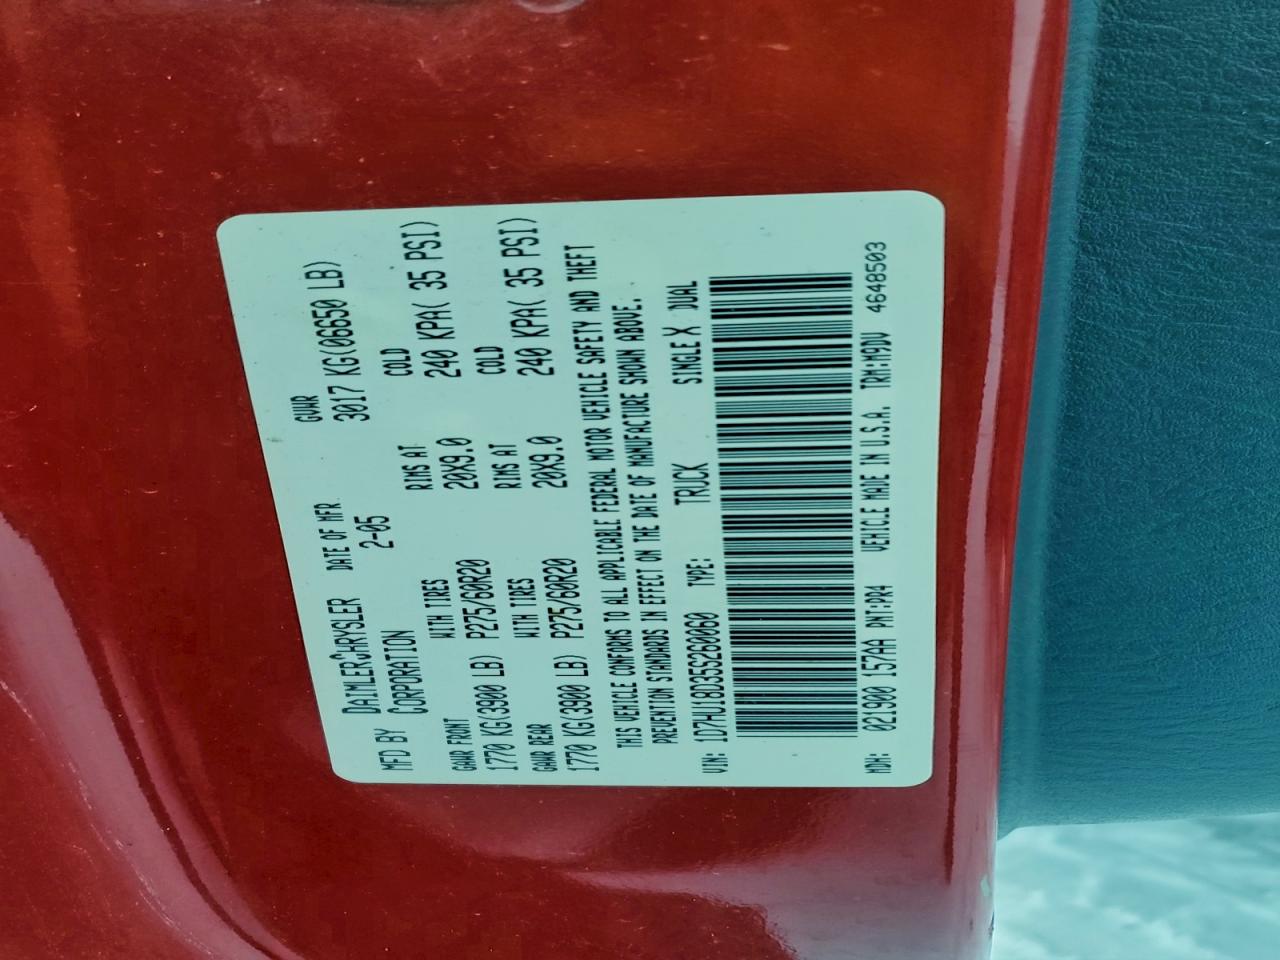 MFD BY DAIMLERCHRYSLER CORPORATION DATE OF MFR 2-05 GVWR 3017 KG(06650 LB)
GAWR FRONT WITH TIRES RIMS AT COLD
1770 KG(3900 LB) P275/60R20 20X9.0 240 KPA( 35 PSI)
GAWR REAR WITH TIRES RIMS AT COLD
1770 KG(3900 LB) P275/60R20 20X9.0 240 KPA( 35 PSI)
THIS VEHICLE CONFORMS TO ALL APPLICABLE FEDERAL MOTOR VEHICLE SAFETY AND THEFT
PREVENTION STANDARDS IN EFFECT ON THE DATE OF MANUFACTURE SHOWN ABOVE.
VIN: 1D7HU18D35S260060 TYPE: TRUCK SINGLE X DUAL
MDH: 021900 157AA PNT:PR4 VEHICLE MADE IN U.S.A. TRM:M9DV 4648503